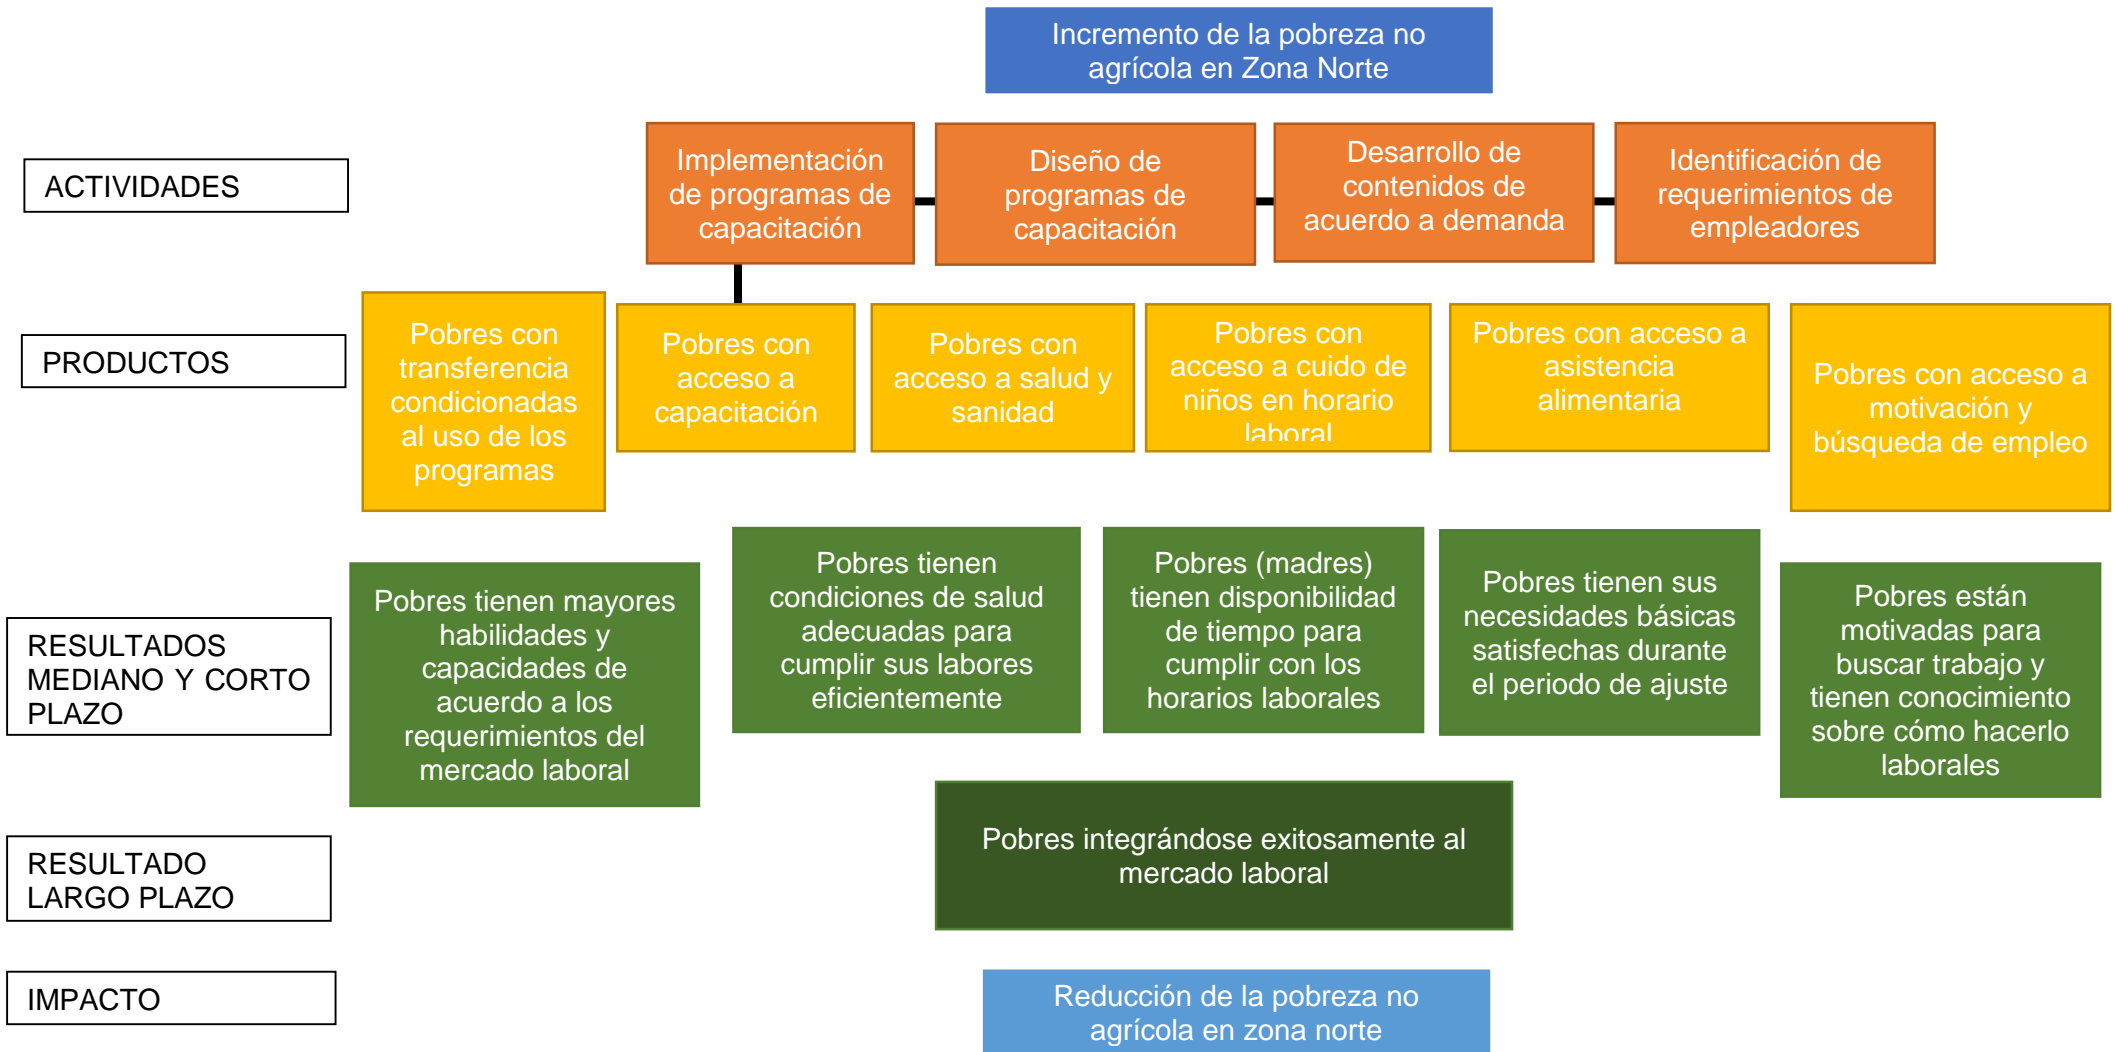 Incremento de la pobreza no
agrícola en Zona Norte
ACTIVIDADES
Implementación
de programas de
capacitación
Diseño de
programas de
capacitación
Desarrollo de
contenidos de
acuerdo a demanda
Identificación de
requerimientos de
empleadores
PRODUCTOS
Pobres con
transferencia
condicionadas
al uso de los
programas
Pobres con
acceso a
capacitación
Pobres con
acceso a salud y
sanidad
Pobres con
acceso a cuido de
niños en horario
laboral
Pobres con acceso a
asistencia
alimentaria
Pobres con acceso a
motivación y
búsqueda de empleo
RESULTADOS
MEDIANO Y CORTO
PLAZO
Pobres tienen mayores
habilidades y
capacidades de
acuerdo a los
requerimientos del
mercado laboral
Pobres tienen
condiciones de salud
adecuadas para
cumplir sus labores
eficientemente
Pobres (madres)
tienen disponibilidad
de tiempo para
cumplir con los
horarios laborales
Pobres tienen sus
necesidades básicas
satisfechas durante
el periodo de ajuste
Pobres están
motivadas para
buscar trabajo y
tienen conocimiento
sobre cómo hacerlo
laborales
RESULTADO
LARGO PLAZO
Pobres integrándose exitosamente al
mercado laboral
IMPACTO
Reducción de la pobreza no
agrícola en zona norte